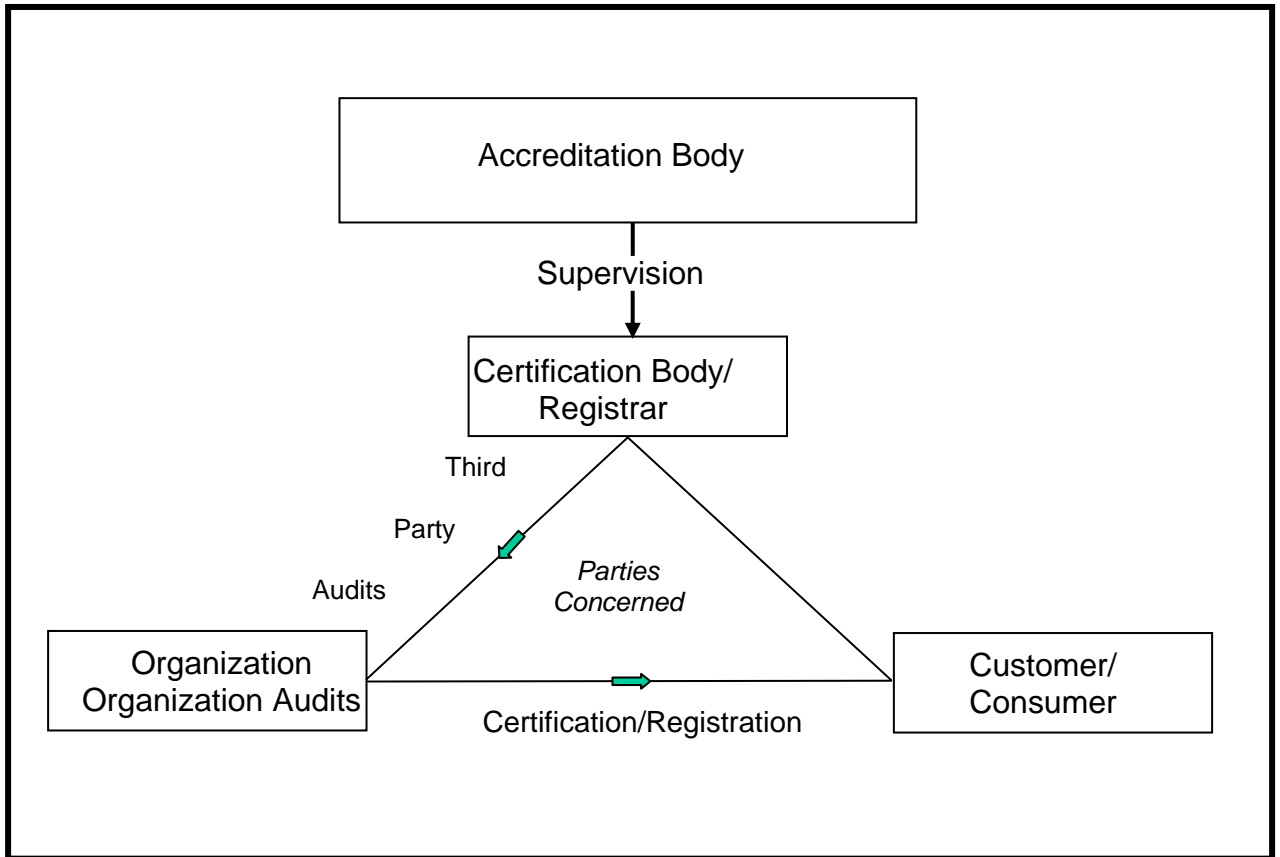 Accreditation Body
Supervision
Certification Body/
Registrar
Third
Party
Audits
Parties
Concerned
Organization
Organization Audits
Customer/
Consumer
Certification/Registration